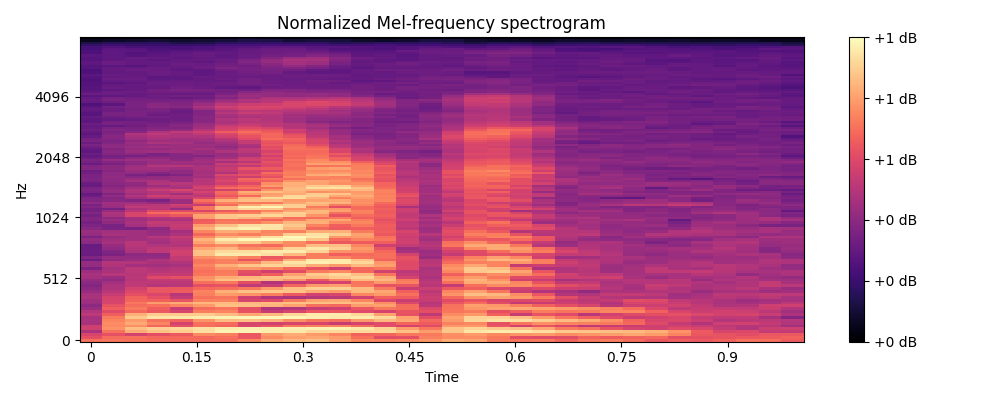 Normalized Mel-frequency spectrogram
Hz
4096
2048
1024
512
0
0 0.15 0.3 0.45 0.6 0.75 0.9
Time
+1 dB
+1 dB
+1 dB
+0 dB
+0 dB
+0 dB